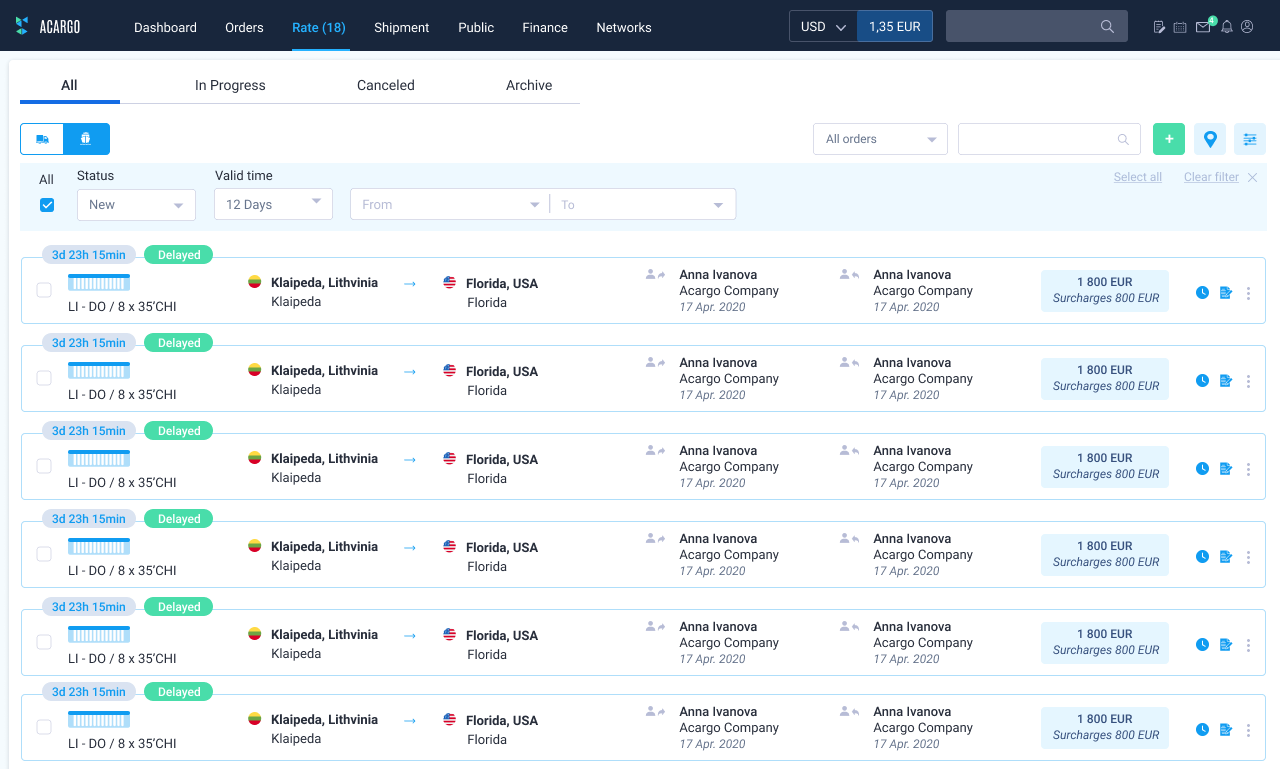 ACARGO
Dashboard
Orders
Rate (18)
Shipment
Public
Finance
Networks
USD
1,35 EUR
4
All
In Progress
Canceled
Archive
All orders
+
All
Status
New
Valid time
12 Days
From
To
Select all
Clear filter
3d 23h 15min
Delayed
LI - DO / 8 x 35'CHI
Klaipeda, Lithvinia
Klaipeda
Florida, USA
Florida
Anna Ivanova
Acargo Company
17 Apr. 2020
Anna Ivanova
Acargo Company
17 Apr. 2020
1 800 EUR
Surcharges 800 EUR
3d 23h 15min
Delayed
LI - DO / 8 x 35'CHI
Klaipeda, Lithvinia
Klaipeda
Florida, USA
Florida
Anna Ivanova
Acargo Company
17 Apr. 2020
Anna Ivanova
Acargo Company
17 Apr. 2020
1 800 EUR
Surcharges 800 EUR
3d 23h 15min
Delayed
LI - DO / 8 x 35'CHI
Klaipeda, Lithvinia
Klaipeda
Florida, USA
Florida
Anna Ivanova
Acargo Company
17 Apr. 2020
Anna Ivanova
Acargo Company
17 Apr. 2020
1 800 EUR
Surcharges 800 EUR
3d 23h 15min
Delayed
LI - DO / 8 x 35'CHI
Klaipeda, Lithvinia
Klaipeda
Florida, USA
Florida
Anna Ivanova
Acargo Company
17 Apr. 2020
Anna Ivanova
Acargo Company
17 Apr. 2020
1 800 EUR
Surcharges 800 EUR
3d 23h 15min
Delayed
LI - DO / 8 x 35'CHI
Klaipeda, Lithvinia
Klaipeda
Florida, USA
Florida
Anna Ivanova
Acargo Company
17 Apr. 2020
Anna Ivanova
Acargo Company
17 Apr. 2020
1 800 EUR
Surcharges 800 EUR
3d 23h 15min
Delayed
LI - DO / 8 x 35'CHI
Klaipeda, Lithvinia
Klaipeda
Florida, USA
Florida
Anna Ivanova
Acargo Company
17 Apr. 2020
Anna Ivanova
Acargo Company
17 Apr. 2020
1 800 EUR
Surcharges 800 EUR